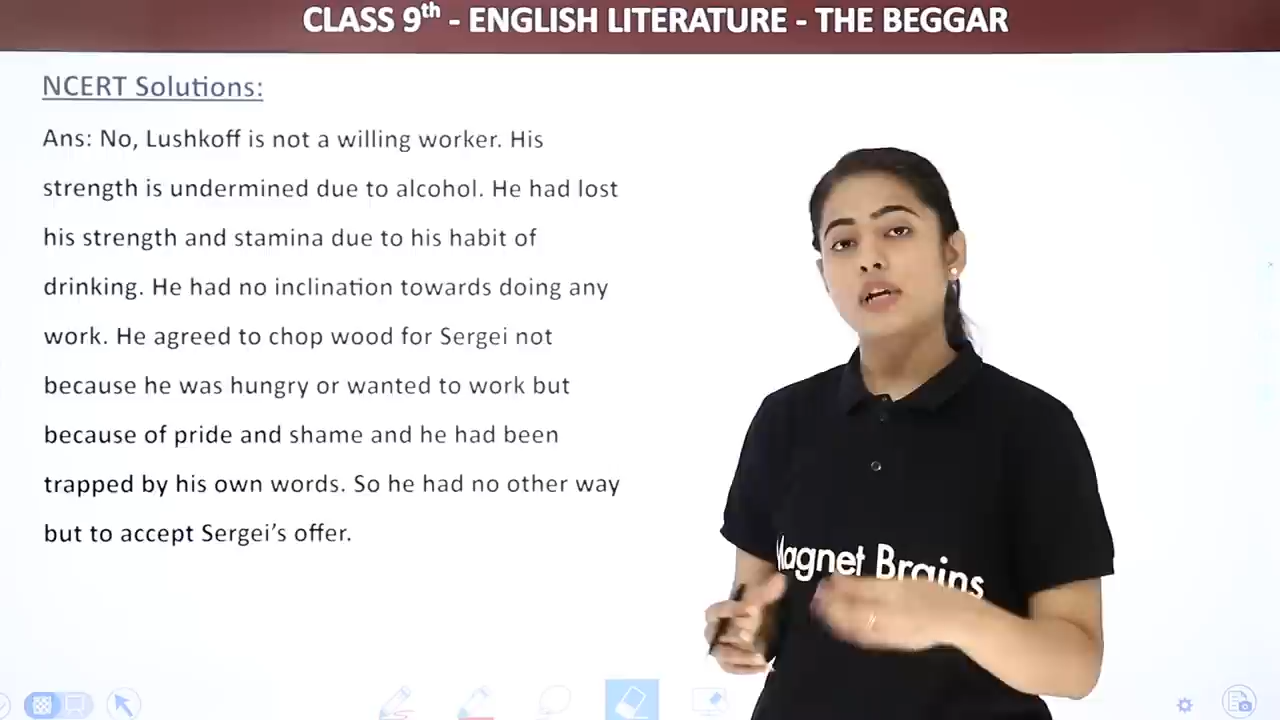 CLASS 9th - ENGLISH LITERATURE - THE BEGGAR
NCERT Solutions:
Ans: No, Lushkoff is not a willing worker. His
strength is undermined due to alcohol. He had lost
his strength and stamina due to his habit of
drinking. He had no inclination towards doing any
work. He agreed to chop wood for Sergei not
because he was hungry or wanted to work but
because of pride and shame and he had been
trapped by his own words. So he had no other way
but to accept Sergei's offer.
Magnet Brains